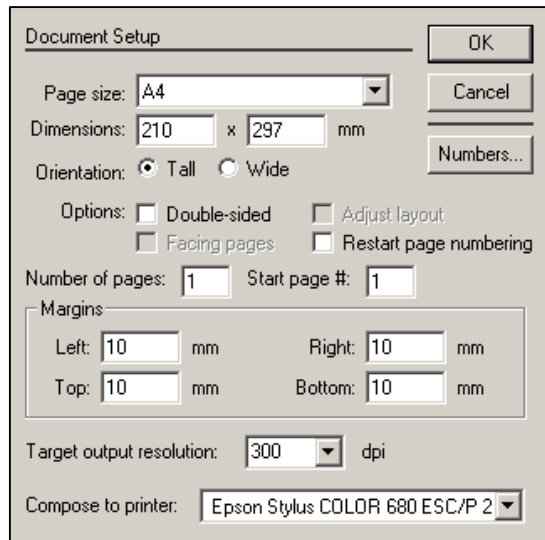 Document Setup
OK
Page size: A4
Cancel
Dimensions: 210 x 297 mm
Numbers...
Orientation: Tall Wide
Options: Double-sided Adjust layout
Facing pages Restart page numbering
Number of pages: 1 Start page #: 1
Margins
Left: 10 mm Right: 10 mm
Top: 10 mm Bottom: 10 mm
Target output resolution: 300 dpi
Compose to printer: Epson Stylus COLOR 680 ESC/P 2